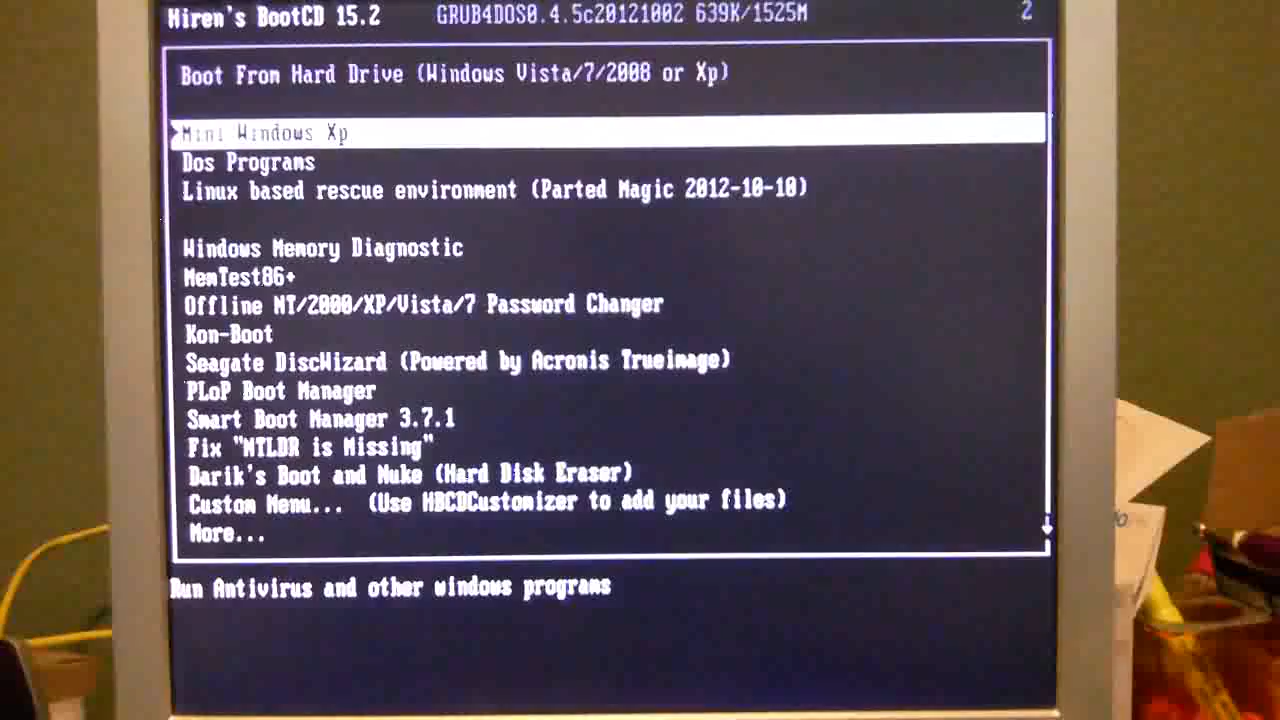 Hiren's BootCD 15.2 GRUB4DOS0.4.5c20121002 639K/1525M 2
Boot From Hard Drive (Windows Vista/7/2008 or Xp)
Mini Windows Xp
Dos Programs
Linux based rescue environment (Parted Magic 2012-10-10)
Windows Memory Diagnostic
MemTest86+
Offline NT/2000/XP/Vista/7 Password Changer
Kon-Boot
Seagate DiscWizard (Powered by Acronis Trueimage)
PLoP Boot Manager
Smart Boot Manager 3.7.1
Fix "NTLDR is Missing"
Darik's Boot and Nuke (Hard Disk Eraser)
Custom Menu... (Use HBCDCustomizer to add your files)
More...
Run Antivirus and other windows programs